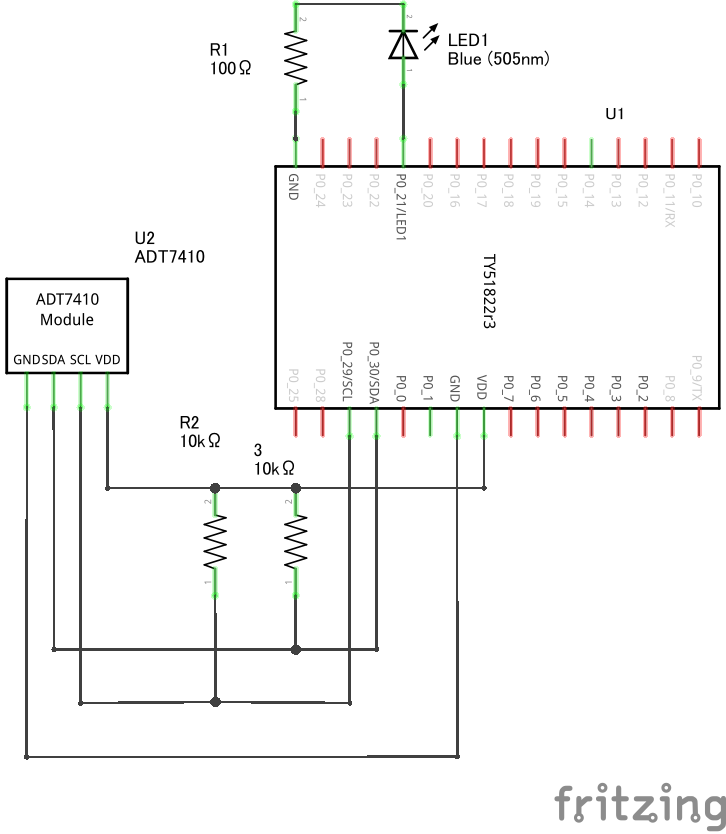 2
2
R1
100Ω
LED1
Blue (505nm)
1
1
U1
GND
P0_24
P0_23
P0_22
P0_21/LED1
P0_20
P0_16
P0_17
P0_18
P0_19
P0_15
P0_14
P0_13
P0_12
P0_11/RX
P0_10
U2
ADT7410
TY51822r3
ADT7410
Module
GND SDA SCL VDD
P0_25
P0_28
P0_29/SCL
P0_30/SDA
P0_0
P0_1
GND
VDD
P0_7
P0_6
P0_5
P0_4
P0_3
P0_2
P0_8
P0_9/TX
R2
10kΩ
3
10kΩ
2
2
1
1
fritzing